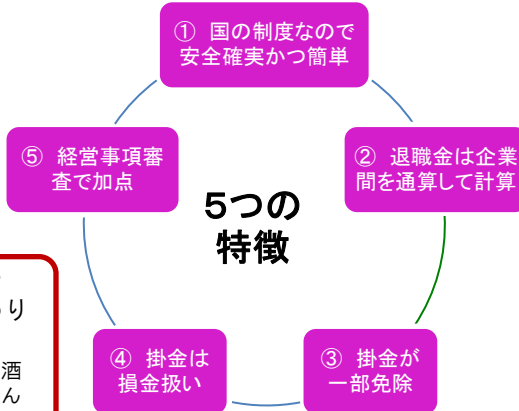 ① 国の制度なので
安全確実かつ簡単
② 退職金は企業
間を通算して計算
③ 掛金が
一部免除
④ 掛金は
損金扱い
⑤ 経営事項審
査で加点
5つの
特徴
り
酒
ん